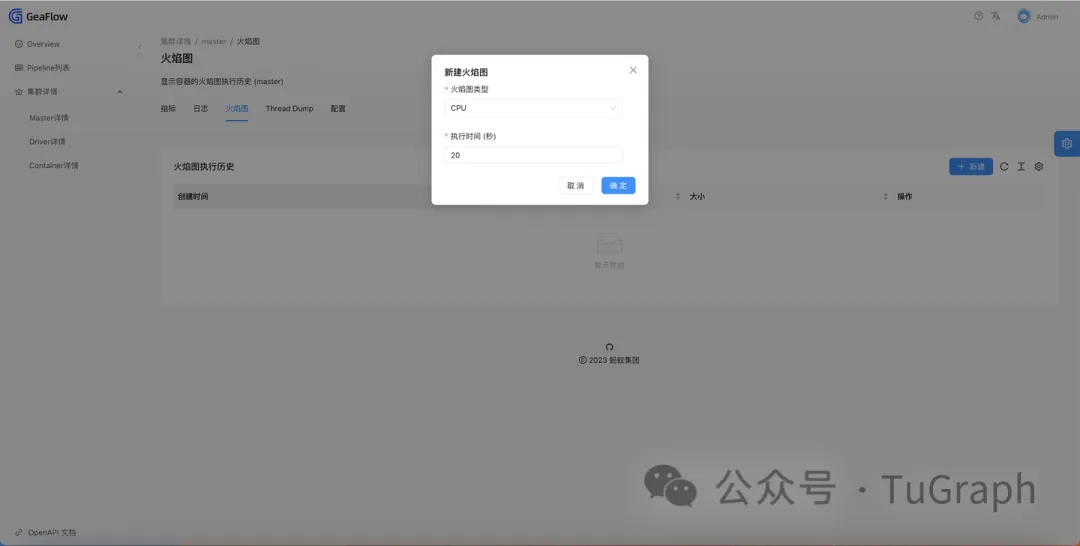 GeaFlow
Admin
Overview
Pipeline列表
集群详情
Master详情
Driver详情
Container详情
集群详情 / master / 火焰图
火焰图
显示容器的火焰图执行历史 (master)
指标
日志
火焰图
Thread Dump
配置
火焰图执行历史
新建
创建时间
大小
操作
暂无数据
新建火焰图
* 火焰图类型
CPU
* 执行时间 (秒)
20
取 消
确 定
© 2023 蚂蚁集团
OpenAPI 文档
公众号 · TuGraph